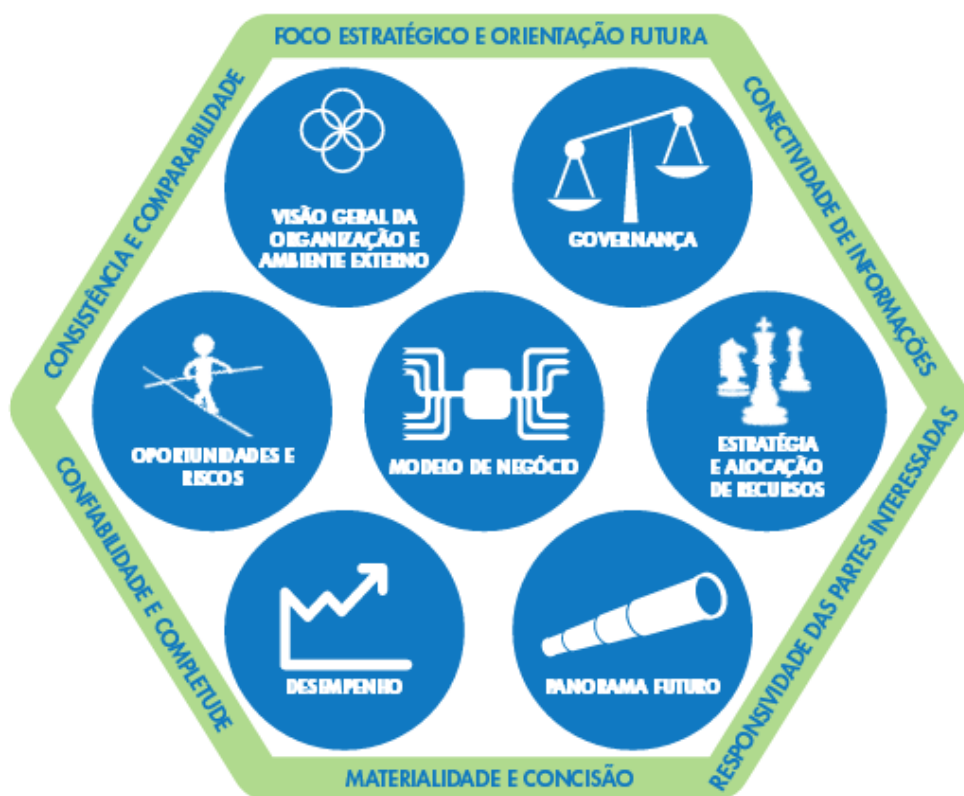 FOCO ESTRATÉGICO E ORIENTAÇÃO FUTURA
CONSISTÊNCIA E COMPARABILIDADE
CONECTIVIDADE DE INFORMAÇÕES
VISÃO GERAL DA
ORGANIZAÇÃO E
AMBIENTE EXTERNO
GOVERNANÇA
OPORTUNIDADES E
RISCOS
MODELO DE NEGÓCIO
ESTRATÉGIA
E ALOCAÇÃO
DE RECURSOS
CONFIABILIDADE E COMPLETUDE
RESPONSIVIDADE DAS PARTES INTERESSADAS
DESEMPENHO
PANORAMA FUTURO
MATERIALIDADE E CONCISÃO